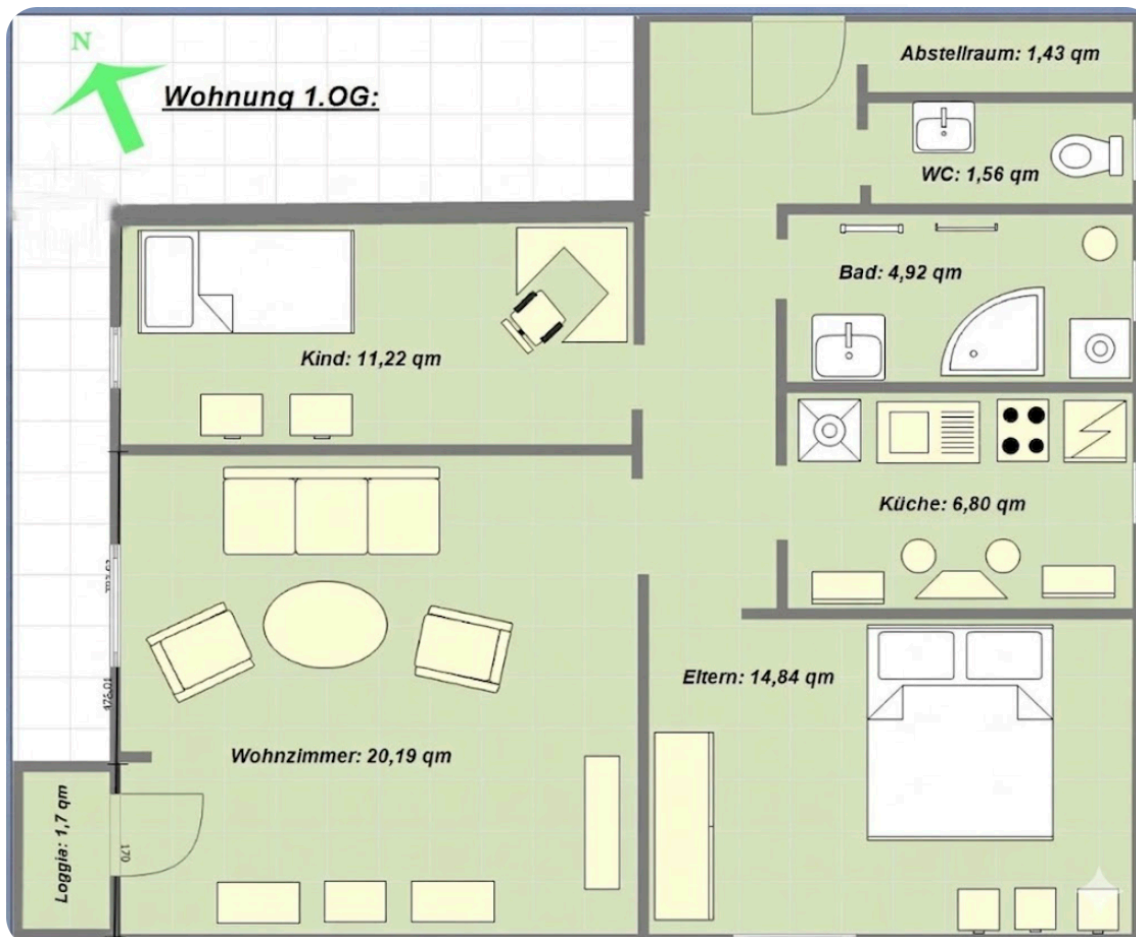 N
Wohnung 1.OG:
Abstellraum: 1,43 qm
WC: 1,56 qm
Bad: 4,92 qm
Kind: 11,22 qm
Küche: 6,80 qm
Eltern: 14,84 qm
Wohnzimmer: 20,19 qm
Loggia: 1,7 qm
170